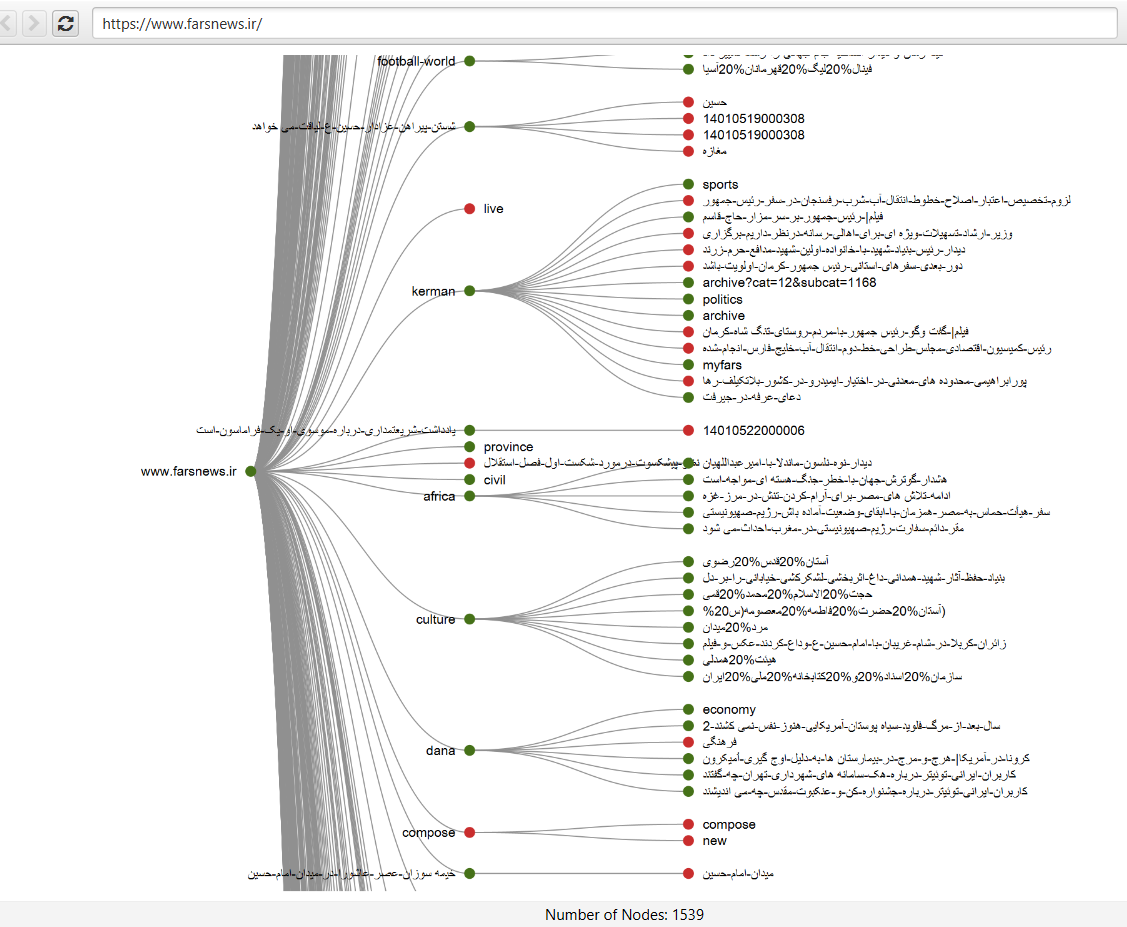 https://www.farsnews.ir/
football-world
فینال%20لیگ%20قهرمانان%20آسیا
حسین
شستن-پیراهن-عزادار-حسین-ع-لیاقت-می خواهد
14010519000308
14010519000308
مغازه
sports
لزوم-تخصیص-اعتبار-اصلاح-خطوط-انتقال-آب-شرب-رفسنجان-در-سفر-رئیس-جمهور
live
فیلم|-رئیس-جمهور-بر-سر-مزار-حاج-قاسم
وزیر-ارشاد-تسهیلات-ویژه ای-برای-اهالی-رسانه-درنظر-داریم-برگزاری
دیدار-رئیس-بنیاد-شهید-با-خانواده-اولین-شهید-مدافع-حرم-زرند
دور-بعدی-سفرهای-استانی-رئیس جمهور-کرمان-اولویت-باشد
archive?cat=12&subcat=1168
kerman
politics
archive
فیلم|-گفت وگو-رئیس جمهور-با-مردم-روستای-تنگ شاه-کرمان
رئیس-کمیسیون-اقتصادی-مجلس-طراحی-خط-دوم-انتقال-آب-خلیج-فارس-انجام-شده
myfars
پورابراهیمی-محدوده های-معدنی-در-اختیار-ایمیدرو-در-کشور-بلاتکیلف-رها
دعای-عرفه-در-جیرفت
یادداشت-شریعتمداری-درباره-موسوی-او-یک-فراماسون-است
14010522000006
province
نظر-پیشکسوت-درمورد-شکست-اول-فصل-استقلال
دیدار-نوه-نلسون-ماندلا-با-امیرعبداللهیان
www.farsnews.ir
civil
هشدار-گوترش-جهان-با-خطر-جنگ-هسته ای-مواجه-است
africa
ادامه-تلاش های-مصر-برای-آرام-کردن-تنش-در-مرز-غزه
سفر-هیأت-حماس-به-مصر-همزمان-با-ابقای-وضعیت-آماده باش-رژیم-صهیونیستی
مقر-دائم-سفارت-رژیم-صهیونیستی-در-مغرب-احداث-می شود
آستان%20قدس%20رضوی
بنیاد-حفظ-آثار-شهید-همدانی-داغ-اثربخشی-لشکرکشی-خیابانی-را-بر-دل
حجت%20الاسلام%20محمد%20قمی
آستان%20حضرت%20فاطمه%20معصومه(س%20)
culture
مرد%20میدان
زائران-کربلا-در-شام-غریبان-با-امام-حسین-ع-وداع-کردند-عکس-و-فیلم
هیئت%20همدلی
سازمان%20اسناد%20و%20کتابخانه%20ملی%20ایران
economy
2-سال-بعد-از-مرگ-فلوید-سیاه پوستان-آمریکایی-هنوز-نفس-نمی کشند
فرهنگی
dana
کرونا-در-آمریکا|-هرج-و-مرج-در-بیمارستان ها-به-دلیل-اوج گیری-اُمیکرون
کاربران-ایرانی-توئیتر-درباره-هک-سامانه های-شهرداری-تهران-چه-گفتند
کاربران-ایرانی-توئیتر-درباره-جشنواره-کن-و-عنکبوت-مقدس-چه-می اندیشند
compose
compose
new
خیمه سوزان-عصر-عاشورا-در-میدان-امام-حسین
میدان-امام-حسین
Number of Nodes: 1539